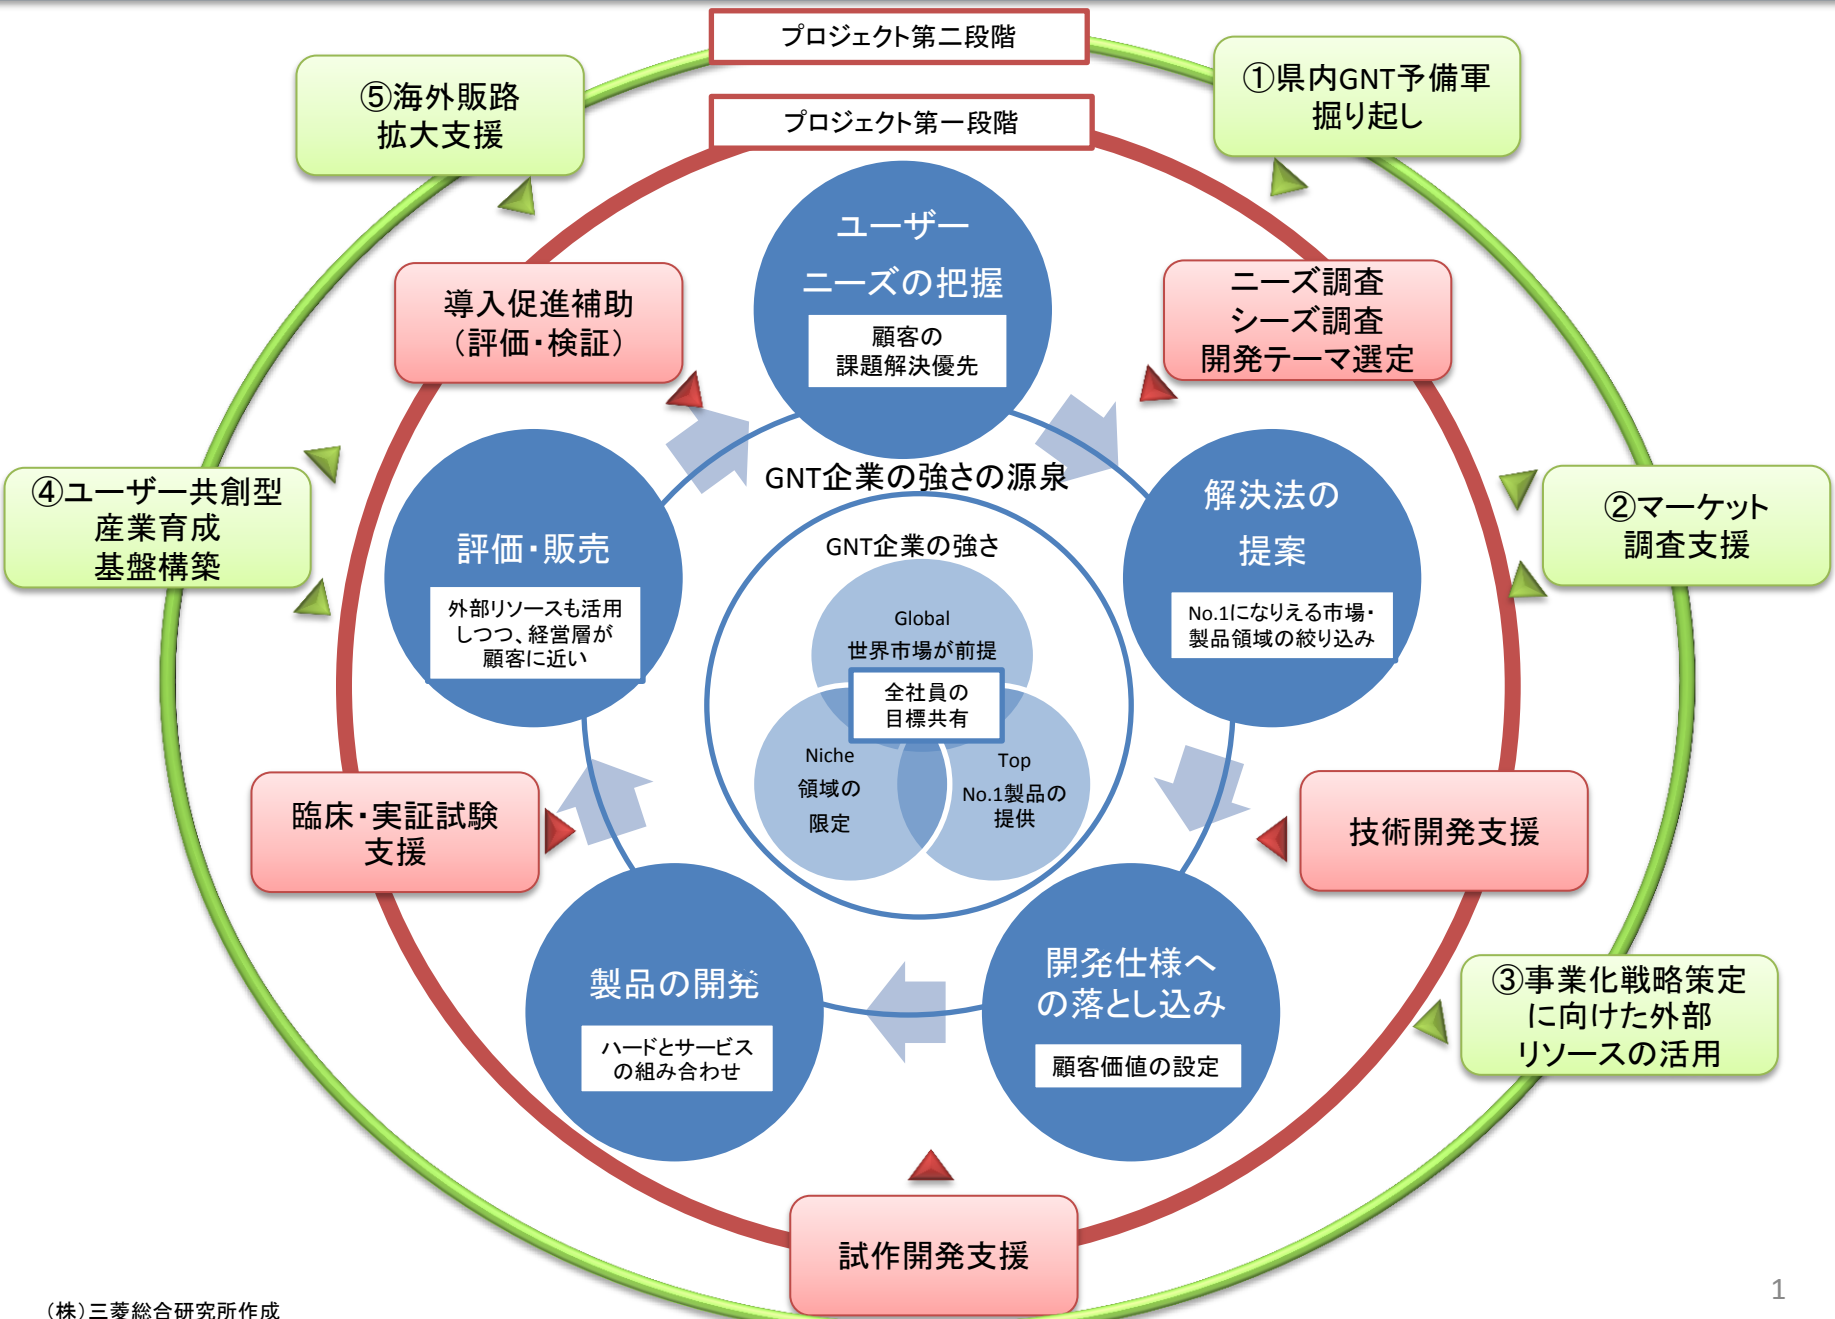 プロジェクト第二段階
プロジェクト第一段階
①県内GNT予備軍
掘り起し
②マーケット
調査支援
③事業化戦略策定
に向けた外部
リソースの活用
④ユーザー共創型
産業育成
基盤構築
⑤海外販路
拡大支援
ニーズ調査
シーズ調査
開発テーマ選定
技術開発支援
試作開発支援
臨床・実証試験
支援
導入促進補助
（評価・検証）
ユーザー
ニーズの把握
顧客の
課題解決優先
解決法の
提案
No.1になりえる市場・
製品領域の絞り込み
開発仕様へ
の落とし込み
顧客価値の設定
製品の開発
ハードとサービス
の組み合わせ
評価・販売
外部リソースも活用
しつつ、経営層が
顧客に近い
GNT企業の強さの源泉
GNT企業の強さ
Global
世界市場が前提
全社員の
目標共有
Niche
領域の
限定
Top
No.1製品の
提供
（株）三菱総合研究所作成
1